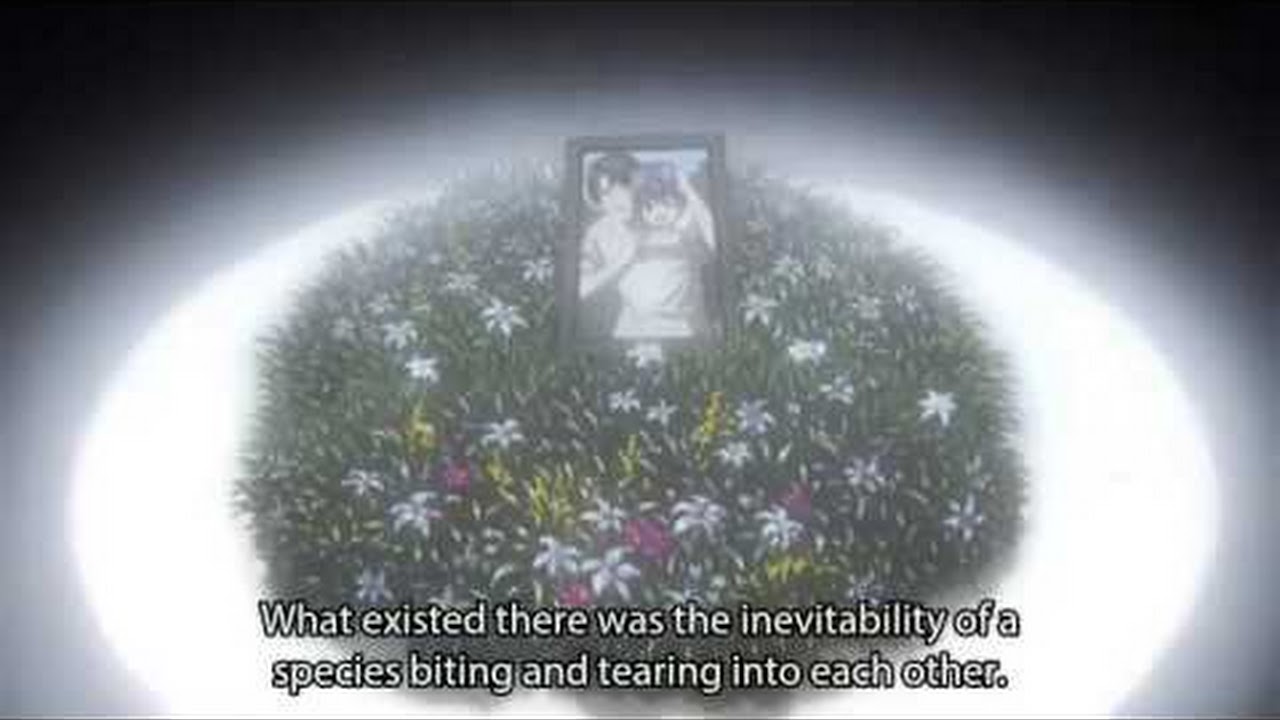 What existed there was the inevitability of a
species biting and tearing into each other.